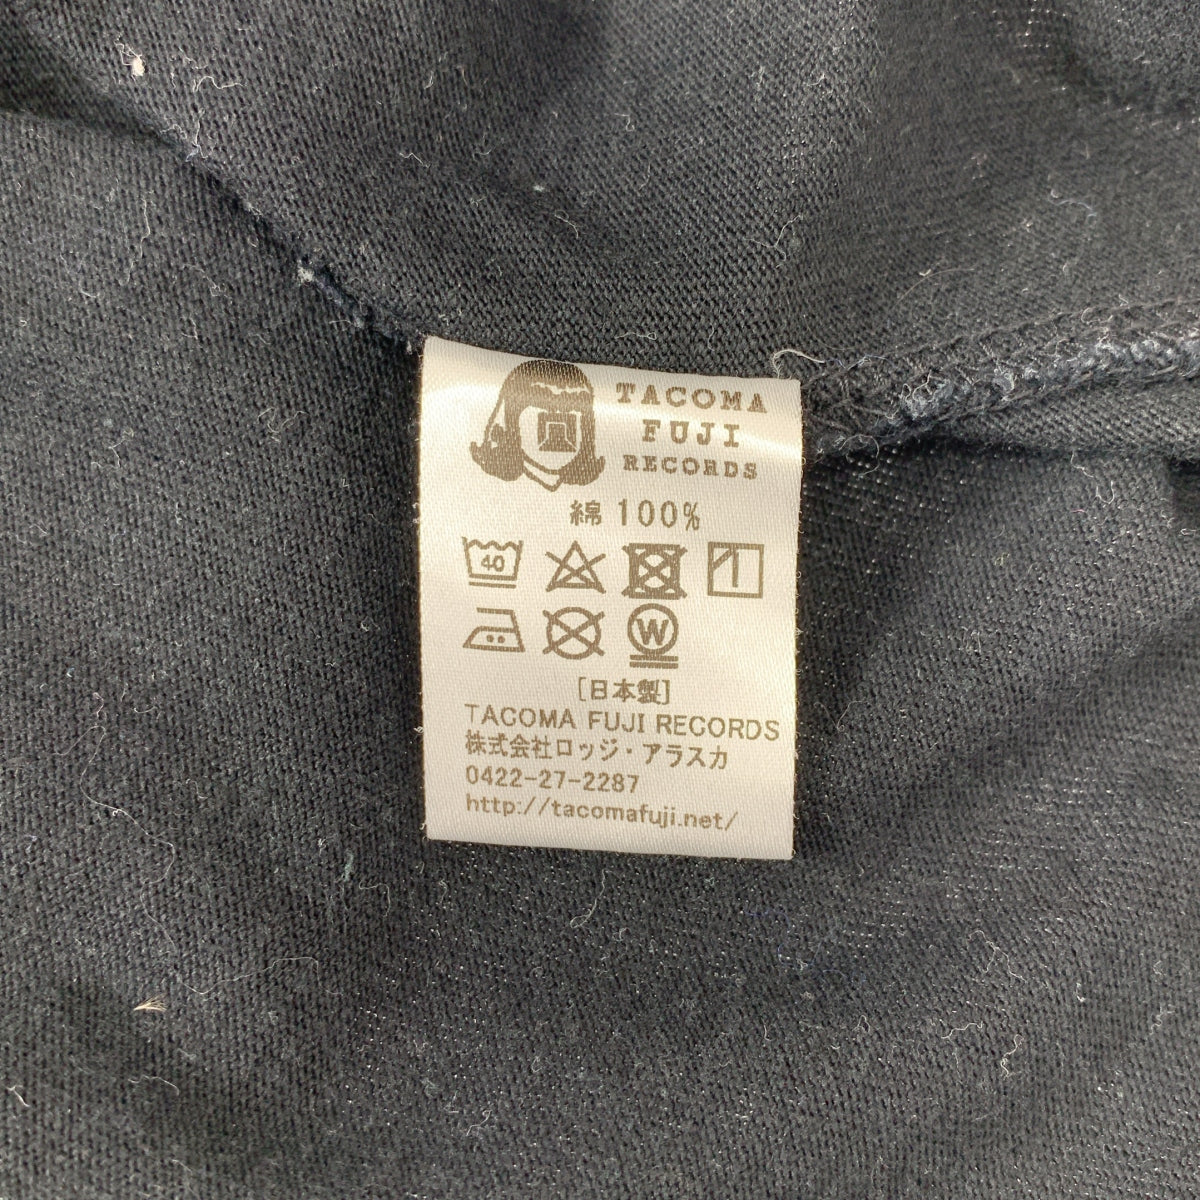 TACOMA
FUJI
RECORDS
綿 100%
40
W
[日本製]
TACOMA FUJI RECORDS
株式会社ロッジ・アラスカ
0422-27-2287
http://tacomafuji.net/